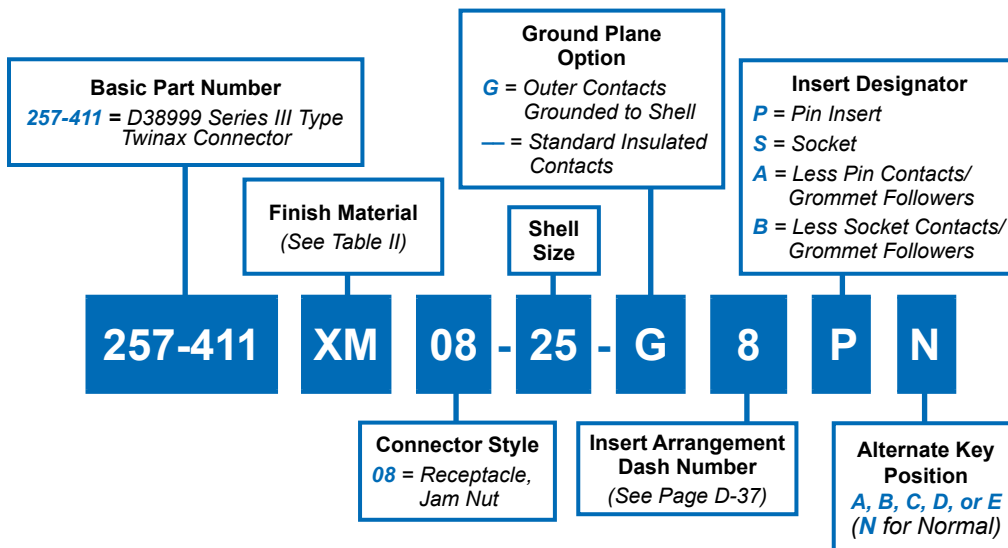 Basic Part Number
257-411 = D38999 Series III Type
Twinax Connector
Finish Material
(See Table II)
Ground Plane
Option
G = Outer Contacts
Grounded to Shell
— = Standard Insulated
Contacts
Shell
Size
Insert Designator
P = Pin Insert
S = Socket
A = Less Pin Contacts/
Grommet Followers
B = Less Socket Contacts/
Grommet Followers
257-411 XM 08 - 25 - G 8 P N
Connector Style
08 = Receptacle,
Jam Nut
Insert Arrangement
Dash Number
(See Page D-37)
Alternate Key
Position
A, B, C, D, or E
(N for Normal)